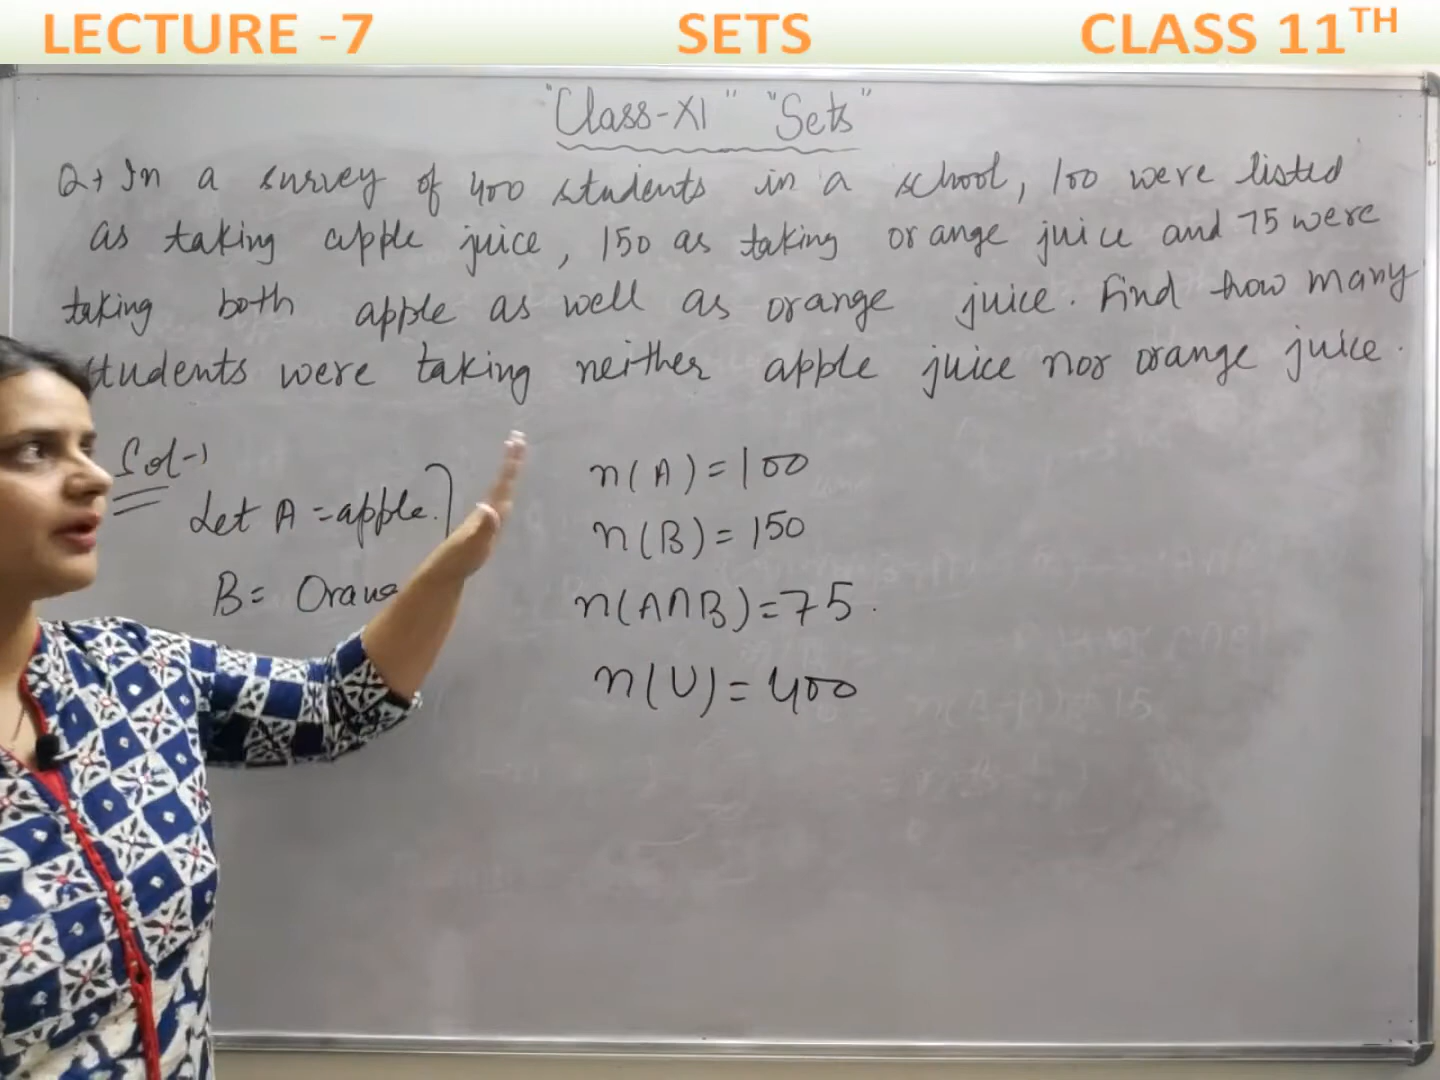 LECTURE -7 SETS CLASS 11TH
"Class-XI" "Sets"
Q→ In a survey of 400 students in a school, 100 were listed
as taking apple juice, 150 as taking orange juice and 75 were
taking both apple as well as orange juice. Find how many
students were taking neither apple juice nor orange juice.
Sol→
Let A = apple.
B = Orang
n(A) = 100
n(B) = 150
n(A∩B) = 75.
n(U) = 400